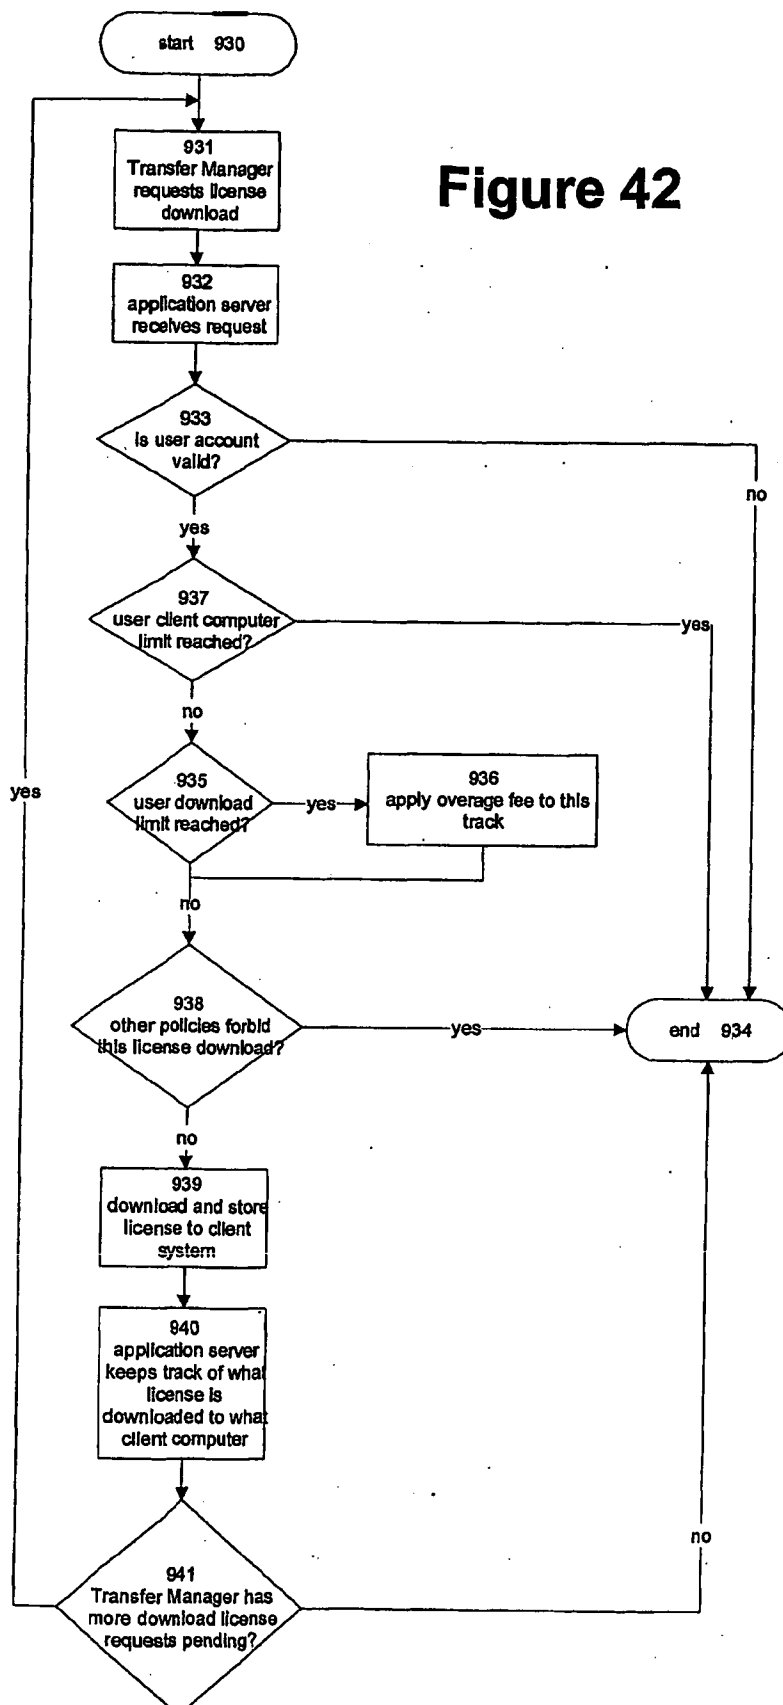 start 930
Figure 42
931
Transfer Manager
requests license
download
932
application server
receives request
933
is user account
valid?
no
yes
937
user client computer
limit reached?
yes
no
935
user download
limit reached?
yes
936
apply overage fee to this
track
yes
no
938
other policies forbid
this license download?
yes
end 934
no
939
download and store
license to client
system
940
application server
keeps track of what
license is
downloaded to what
client computer
no
941
Transfer Manager has
more download license
requests pending?